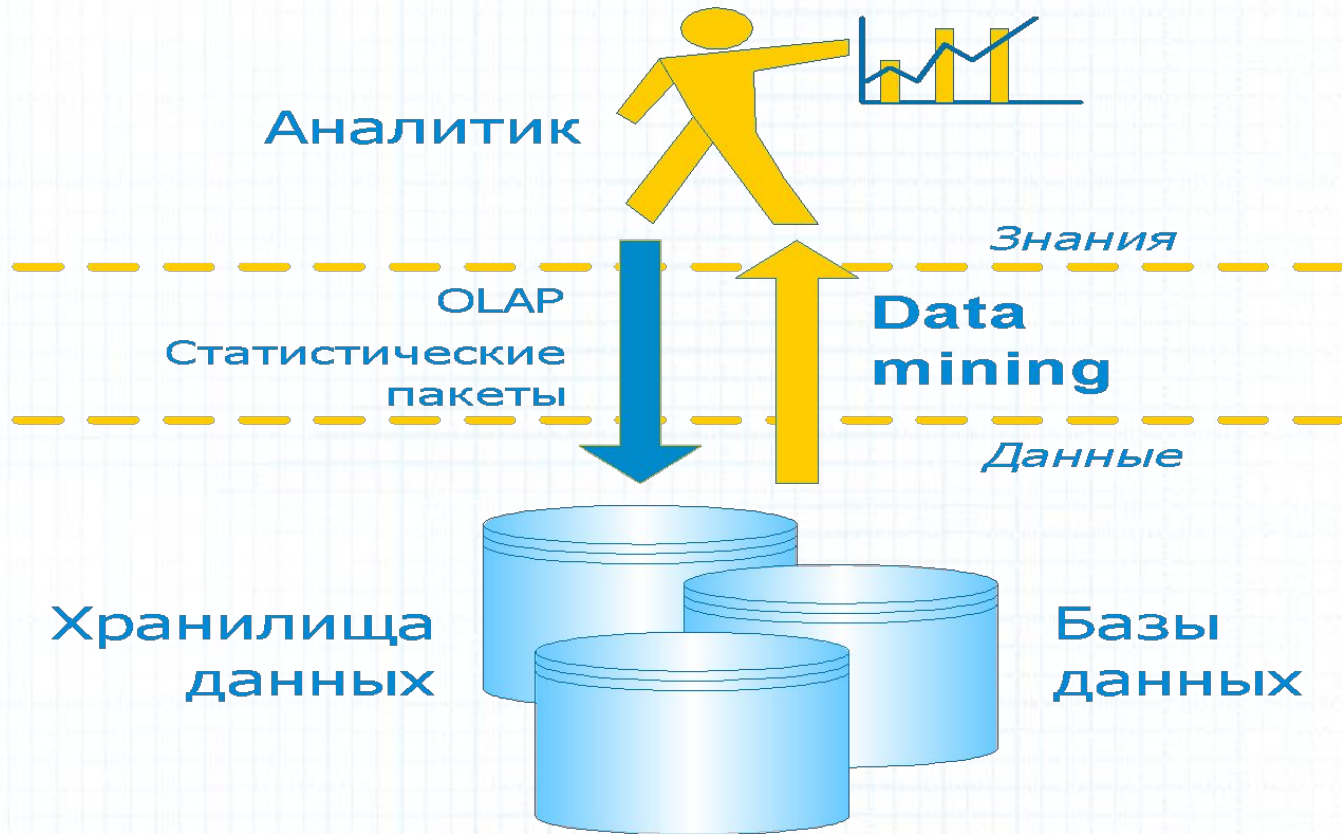 Аналитик
Знания
OLAP
Статистические
пакеты
Data
mining
Данные
Хранилища
данных
Базы
данных